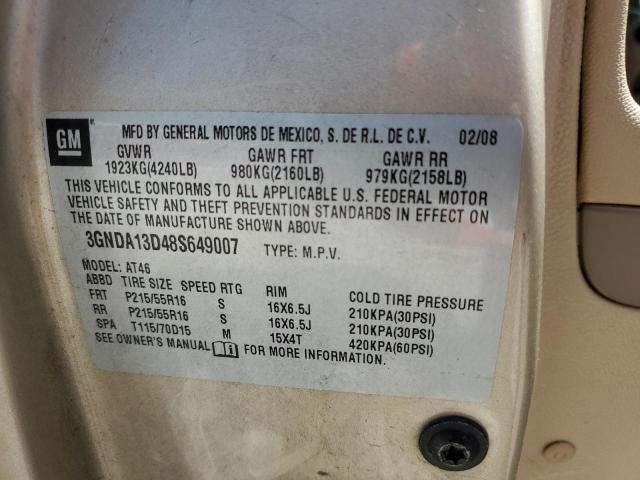 GM
MFD BY GENERAL MOTORS DE MEXICO, S. DE R.L. DE C.V. 02/08
GVWR GAWR FRT GAWR RR
1923KG(4240LB) 980KG(2160LB) 979KG(2158LB)
THIS VEHICLE CONFORMS TO ALL APPLICABLE U.S. FEDERAL MOTOR
VEHICLE SAFETY AND THEFT PREVENTION STANDARDS IN EFFECT ON
THE DATE OF MANUFACTURE SHOWN ABOVE.
3GNDA13D48S649007 TYPE: M.P.V.
MODEL: AT46
ABBD TIRE SIZE SPEED RTG RIM COLD TIRE PRESSURE
FRT P215/55R16 S 16X6.5J 210KPA(30PSI)
RR P215/55R16 S 16X6.5J 210KPA(30PSI)
SPA T115/70D15 M 15X4T 420KPA(60PSI)
SEE OWNER'S MANUAL FOR MORE INFORMATION.